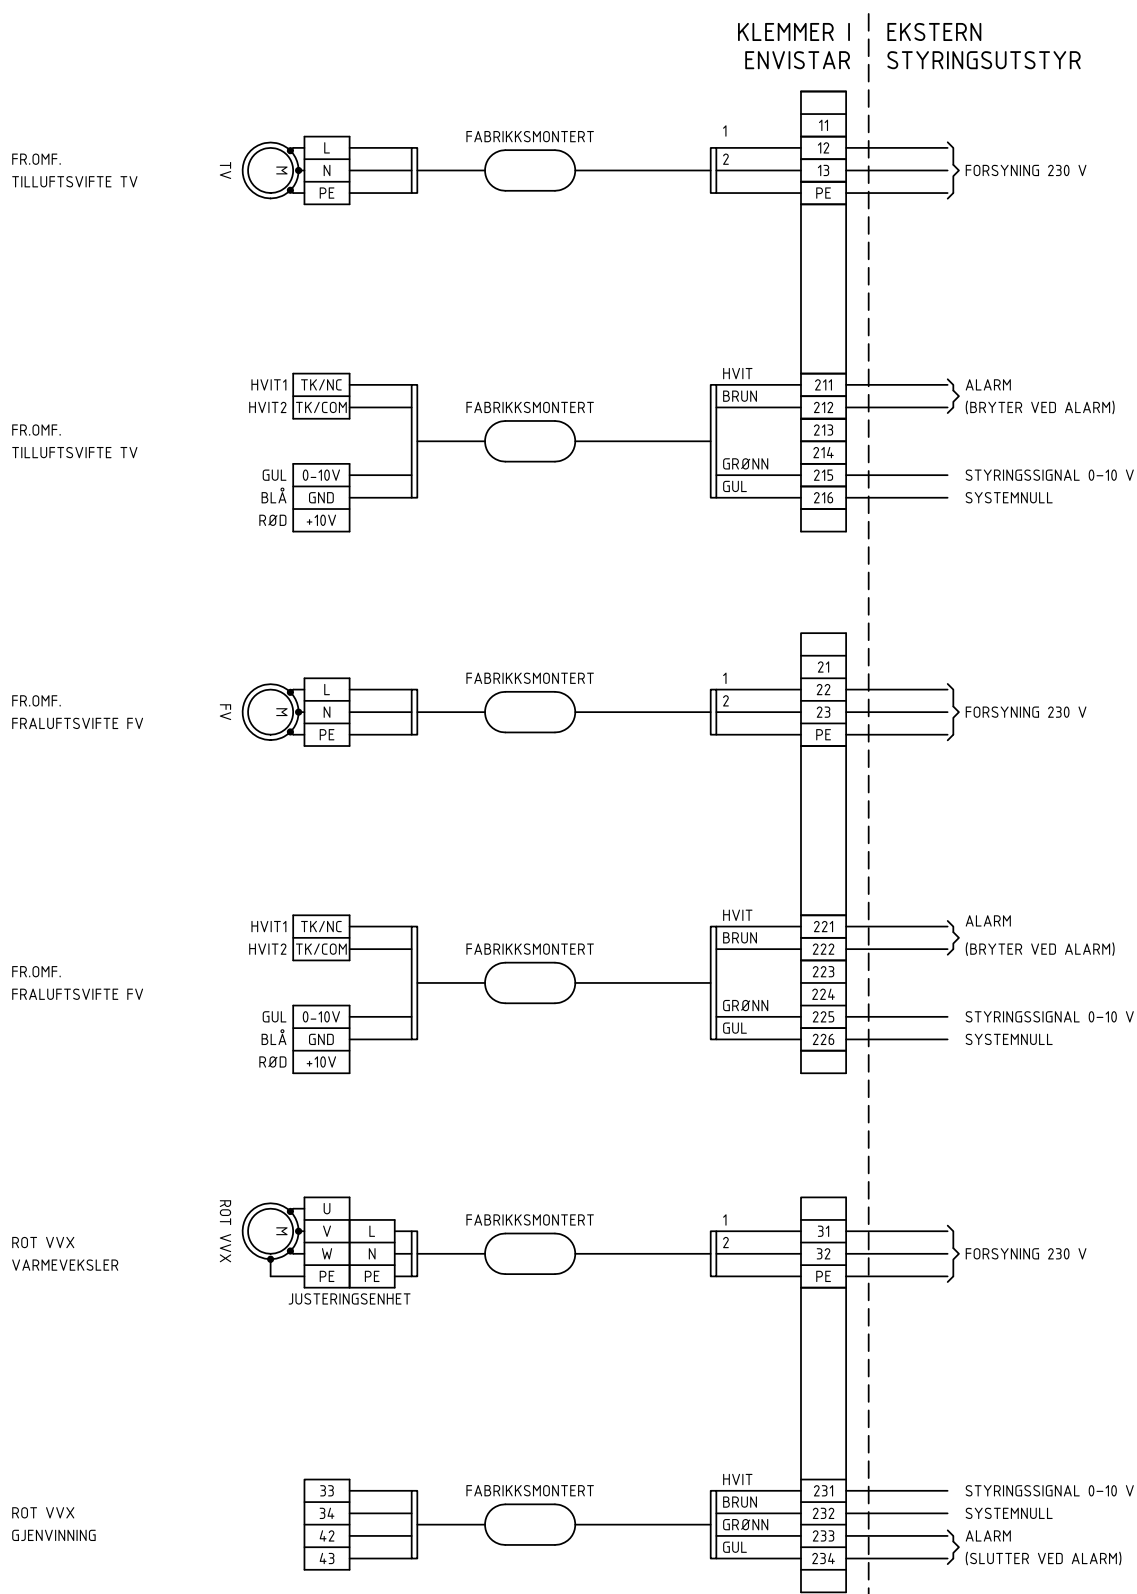 KLEMMER I
ENVISTAR
EKSTERN
STYRINGSUTSTYR
FR.OMF.
TILLUFTSVIFTE TV
TV
M
L
N
PE
FABRIKKSMONTERT
1
2
11
12
13
PE
FORSYNING 230 V
FR.OMF.
TILLUFTSVIFTE TV
HVIT1 TK/NC
HVIT2 TK/COM
GUL 0-10V
BLÅ GND
RØD +10V
FABRIKKSMONTERT
HVIT
BRUN
GRØNN
GUL
211
212
213
214
215
216
ALARM
(BRYTER VED ALARM)
STYRINGSSIGNAL 0-10 V
SYSTEMNULL
FR.OMF.
FRALUFTSVIFTE FV
FV
M
L
N
PE
FABRIKKSMONTERT
1
2
21
22
23
PE
FORSYNING 230 V
FR.OMF.
FRALUFTSVIFTE FV
HVIT1 TK/NC
HVIT2 TK/COM
GUL 0-10V
BLÅ GND
RØD +10V
FABRIKKSMONTERT
HVIT
BRUN
GRØNN
GUL
221
222
223
224
225
226
ALARM
(BRYTER VED ALARM)
STYRINGSSIGNAL 0-10 V
SYSTEMNULL
ROT VVX
VARMEVEKSLER
ROT VVX
M
U
V L
W N
PE PE
JUSTERINGSENHET
FABRIKKSMONTERT
1
2
31
32
PE
FORSYNING 230 V
ROT VVX
GJENVINNING
33
34
42
43
FABRIKKSMONTERT
HVIT
BRUN
GRØNN
GUL
231
232
233
234
STYRINGSSIGNAL 0-10 V
SYSTEMNULL
ALARM
(SLUTTER VED ALARM)